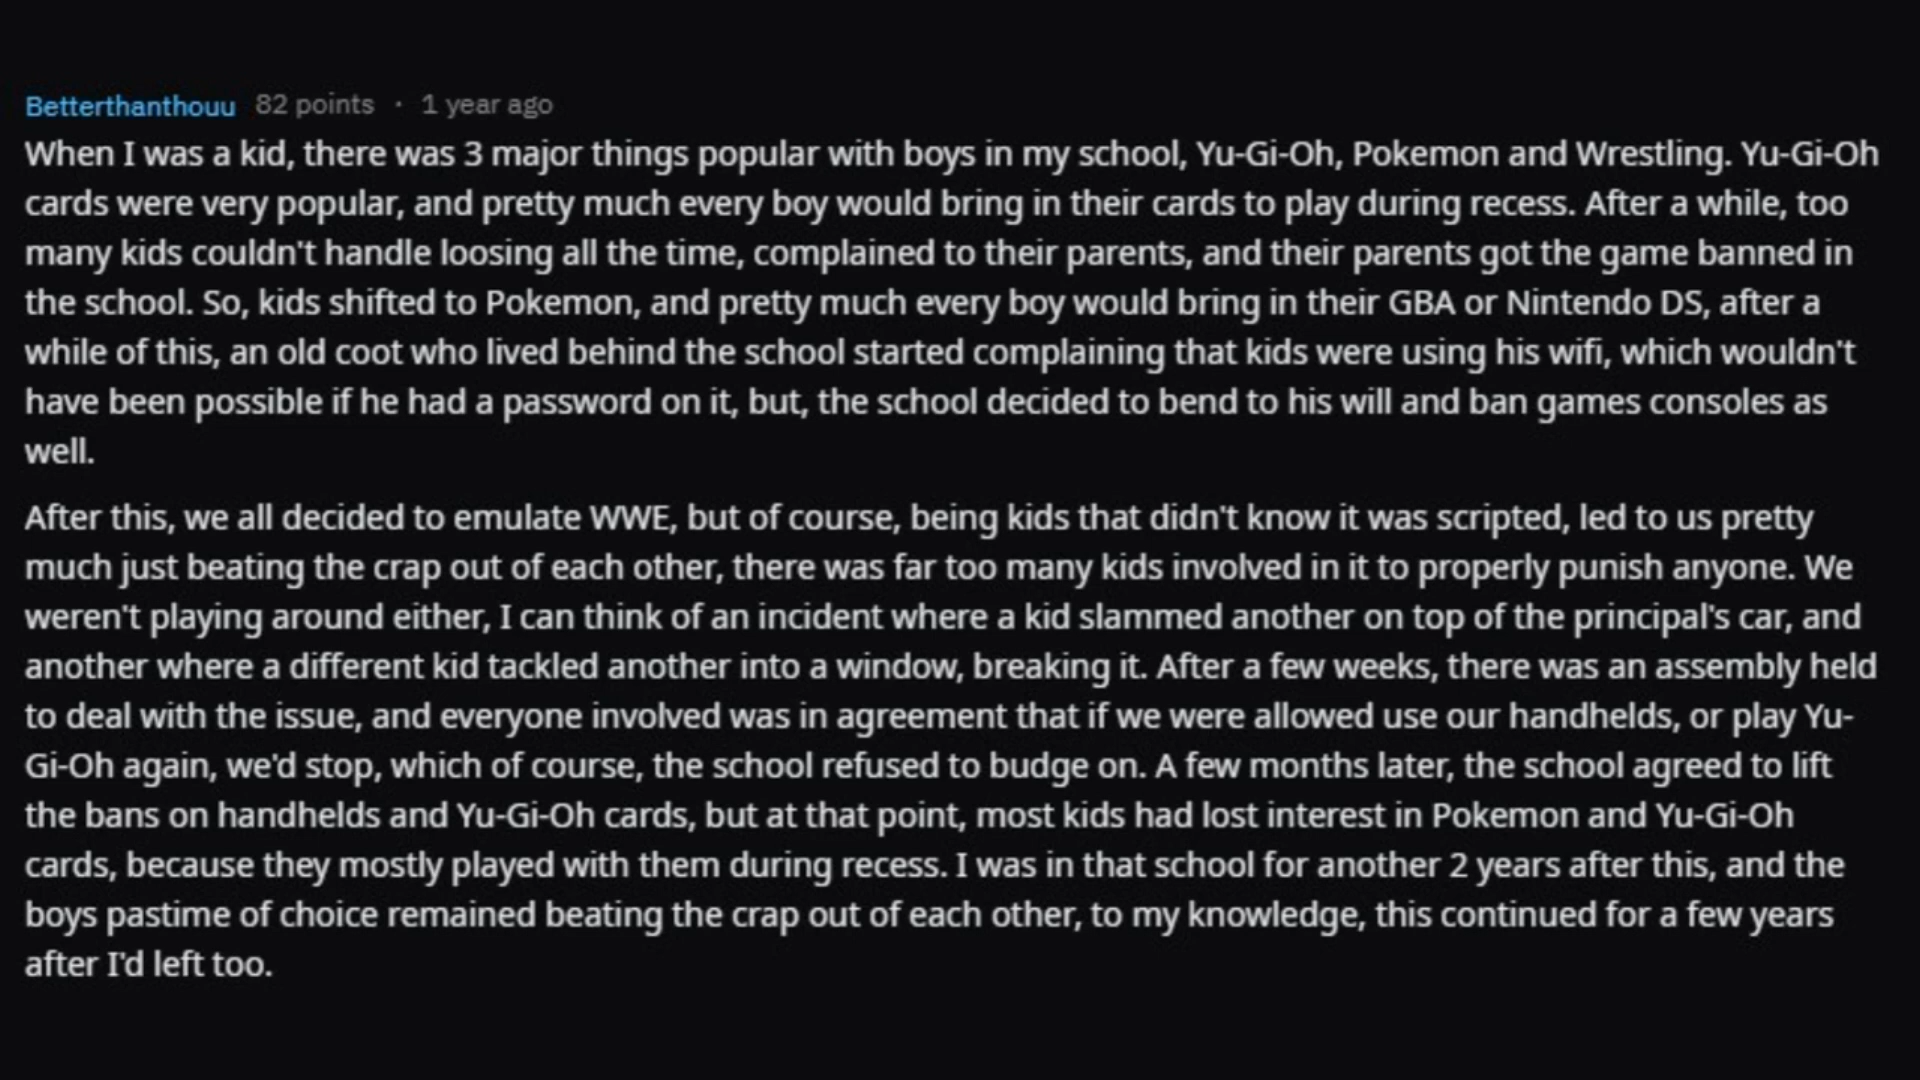 Betterthanthouu 82 points · 1 year ago
When I was a kid, there was 3 major things popular with boys in my school, Yu-Gi-Oh, Pokemon and Wrestling. Yu-Gi-Oh
cards were very popular, and pretty much every boy would bring in their cards to play during recess. After a while, too
many kids couldn't handle loosing all the time, complained to their parents, and their parents got the game banned in
the school. So, kids shifted to Pokemon, and pretty much every boy would bring in their GBA or Nintendo DS, after a
while of this, an old coot who lived behind the school started complaining that kids were using his wifi, which wouldn't
have been possible if he had a password on it, but, the school decided to bend to his will and ban games consoles as
well.
After this, we all decided to emulate WWE, but of course, being kids that didn't know it was scripted, led to us pretty
much just beating the crap out of each other, there was far too many kids involved in it to properly punish anyone. We
weren't playing around either, I can think of an incident where a kid slammed another on top of the principal's car, and
another where a different kid tackled another into a window, breaking it. After a few weeks, there was an assembly held
to deal with the issue, and everyone involved was in agreement that if we were allowed use our handhelds, or play Yu-
Gi-Oh again, we'd stop, which of course, the school refused to budge on. A few months later, the school agreed to lift
the bans on handhelds and Yu-Gi-Oh cards, but at that point, most kids had lost interest in Pokemon and Yu-Gi-Oh
cards, because they mostly played with them during recess. I was in that school for another 2 years after this, and the
boys pastime of choice remained beating the crap out of each other, to my knowledge, this continued for a few years
after I'd left too.